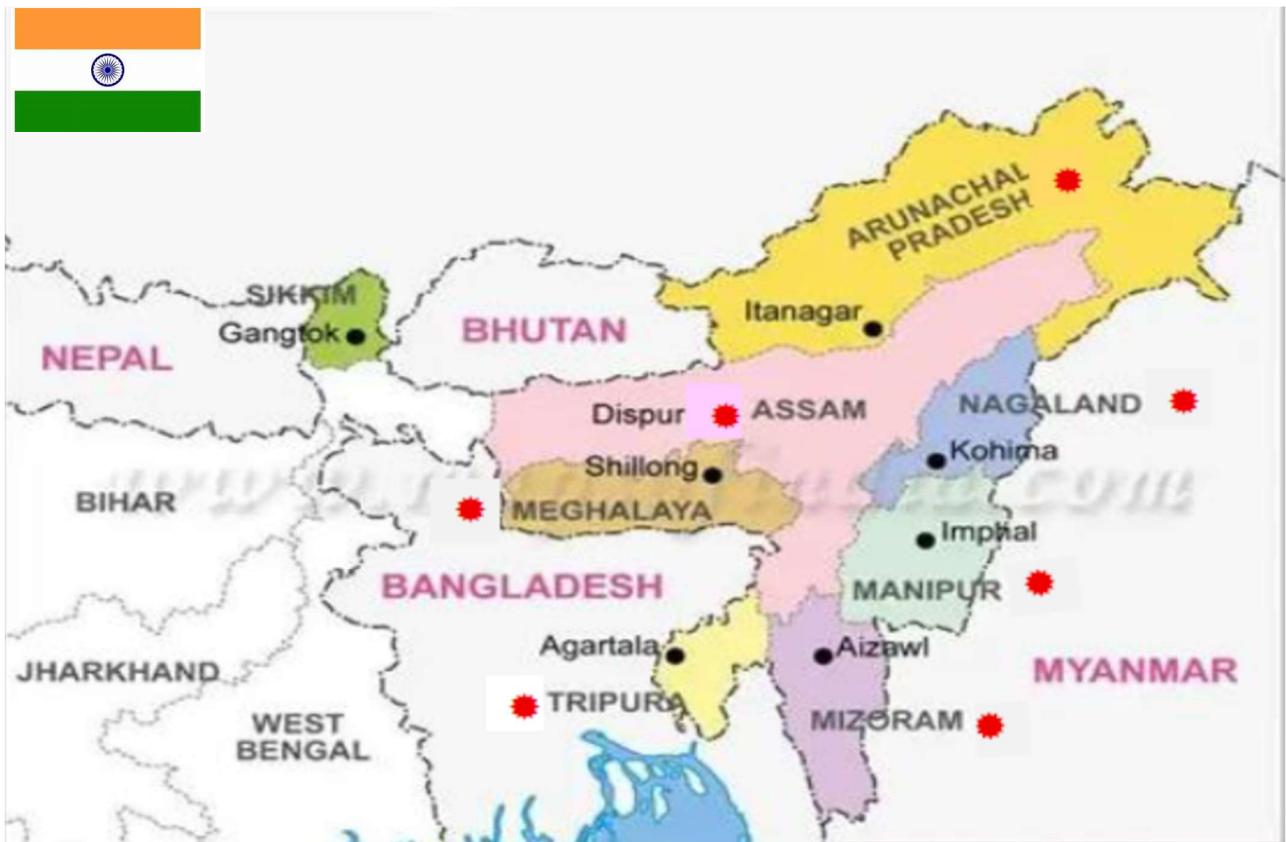 ARUNACHAL
PRADESH
SIKKIM
Itanagar
Gangtok
BHUTAN
NEPAL
Dispur
ASSAM
NAGALAND
Shillong
Kohima
BIHAR
MEGHALAYA
Imphal
BANGLADESH
MANIPUR
Agartala
Aizawl
JHARKHAND
MYANMAR
TRIPURA
WEST
BENGAL
MIZORAM